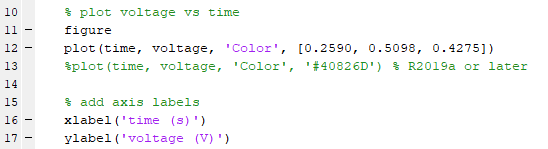 10 % plot voltage vs time
11 - figure
12 - plot(time, voltage, 'Color', [0.2590, 0.5098, 0.4275])
13 %plot(time, voltage, 'Color', '#40826D') % R2019a or later
14
15 % add axis labels
16 - xlabel('time (s)')
17 - ylabel('voltage (V)')